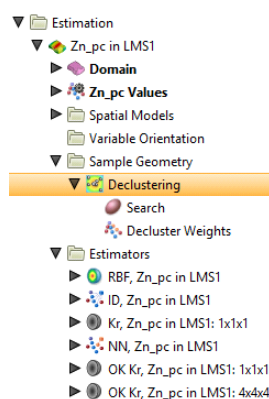 Estimation
Zn_pc in LMS1
Domain
Zn_pc Values
Spatial Models
Variable Orientation
Sample Geometry
Declustering
Search
Decluster Weights
Estimators
RBF, Zn_pc in LMS1
ID, Zn_pc in LMS1
Kr, Zn_pc in LMS1: 1x1x1
NN, Zn_pc in LMS1
OK Kr, Zn_pc in LMS1: 1x1x1
OK Kr, Zn_pc in LMS1: 4x4x4